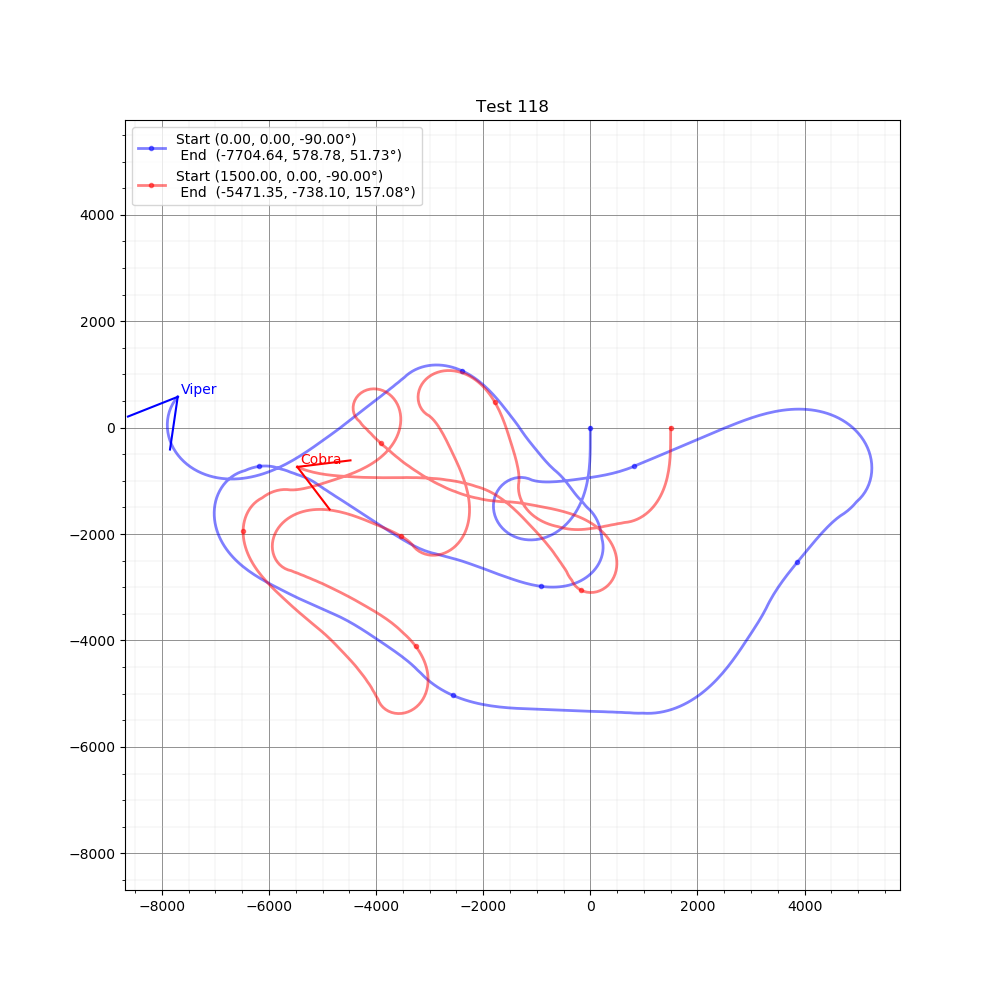 Test 118
Start (0.00, 0.00, -90.00°)
End (-7704.64, 578.78, 51.73°)
Start (1500.00, 0.00, -90.00°)
End (-5471.35, -738.10, 157.08°)
4000
2000
0
−2000
−4000
−6000
−8000
Viper
Cobra
−8000 −6000 −4000 −2000 0 2000 4000